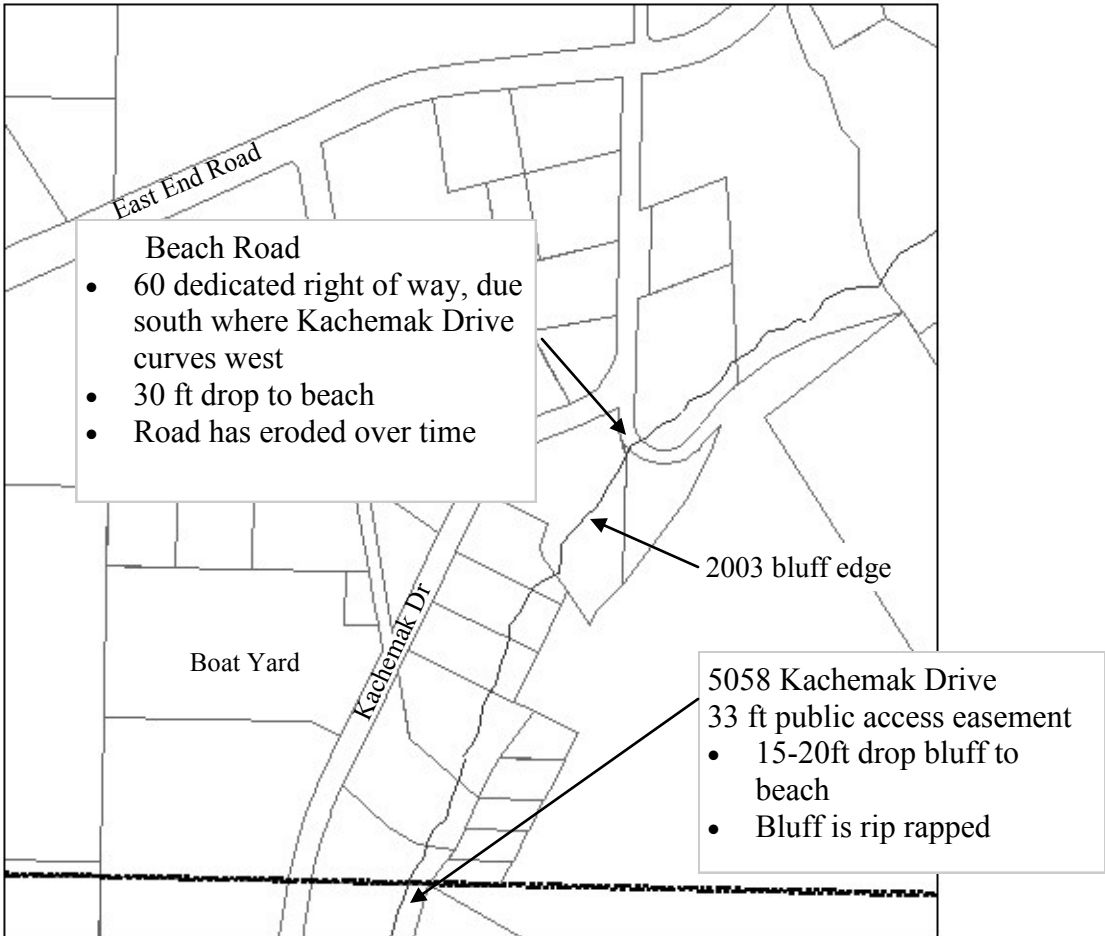 East End Road
Beach Road
• 60 dedicated right of way, due
south where Kachemak Drive
curves west
• 30 ft drop to beach
• Road has eroded over time
2003 bluff edge
Kachemak Dr
Boat Yard
5058 Kachemak Drive
33 ft public access easement
• 15-20ft drop bluff to
beach
• Bluff is rip rapped